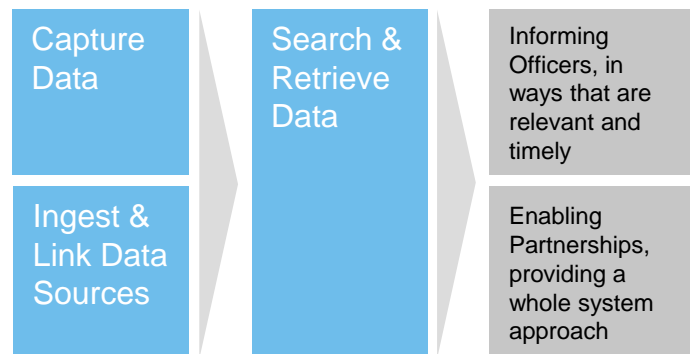 Capture
Data
Ingest &
Link Data
Sources
Search &
Retrieve
Data
Informing
Officers, in
ways that are
relevant and
timely
Enabling
Partnerships,
providing a
whole system
approach